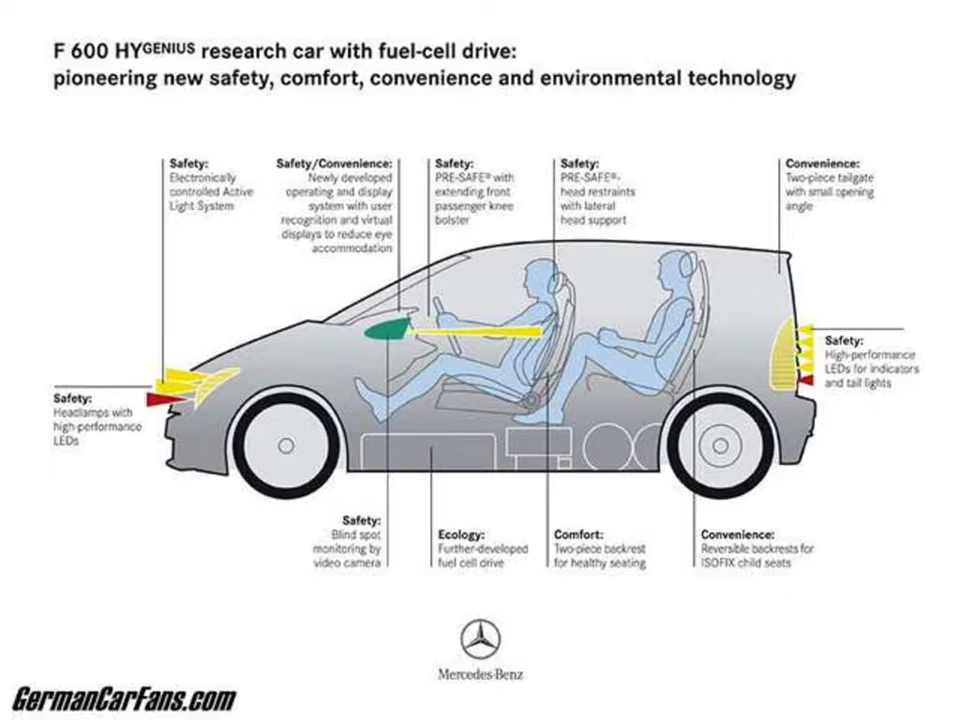 F 600 HYGENIUS research car with fuel-cell drive:
pioneering new safety, comfort, convenience and environmental technology
Safety:
Electronically
controlled Active
Light System
Safety/Convenience:
Newly developed
operating and display
system with user
recognition and virtual
displays to reduce eye
accommodation
Safety:
PRE-SAFE® with
extending front
passenger knee
bolster
Safety:
PRE-SAFE®-
head restraints
with lateral
head support
Convenience:
Two-piece tailgate
with small opening
angle
Safety:
High-performance
LEDs for indicators
and tail lights
Safety:
Headlamps with
high-performance
LEDs
Safety:
Blind spot
monitoring by
video camera
Ecology:
Further-developed
fuel cell drive
Comfort:
Two-piece backrest
for healthy seating
Convenience:
Reversible backrests for
ISOFIX child seats
Mercedes-Benz
GermanCarFans.com